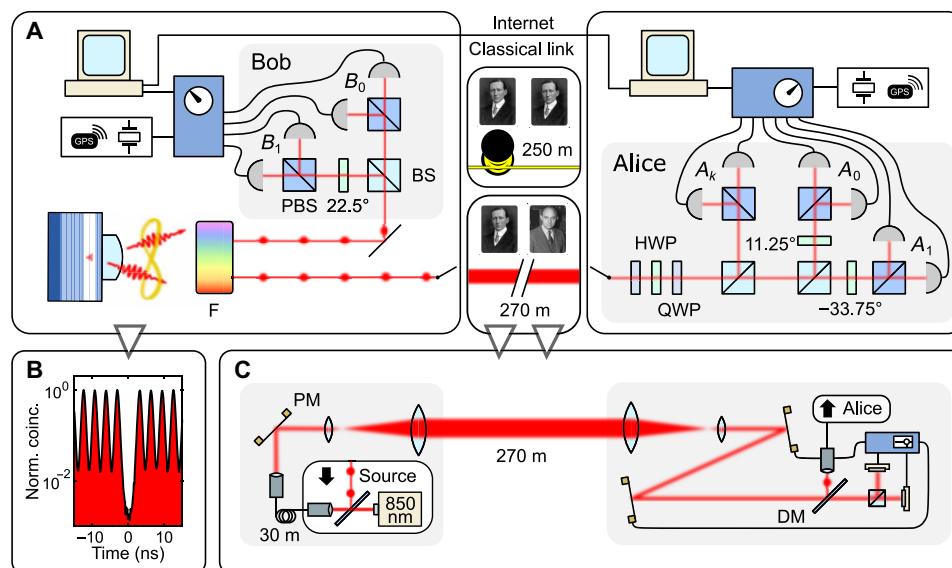 A
Bob
B0
B1
GPS
PBS
22.5°
BS
F
Internet
Classical link
250 m
270 m
GPS
Alice
Ak
A0
A1
11.25°
HWP
QWP
−33.75°
B
Norm. coinc.
10^0
10^−2
−10
0
10
Time (ns)
C
PM
30 m
Source
850
nm
270 m
Alice
DM